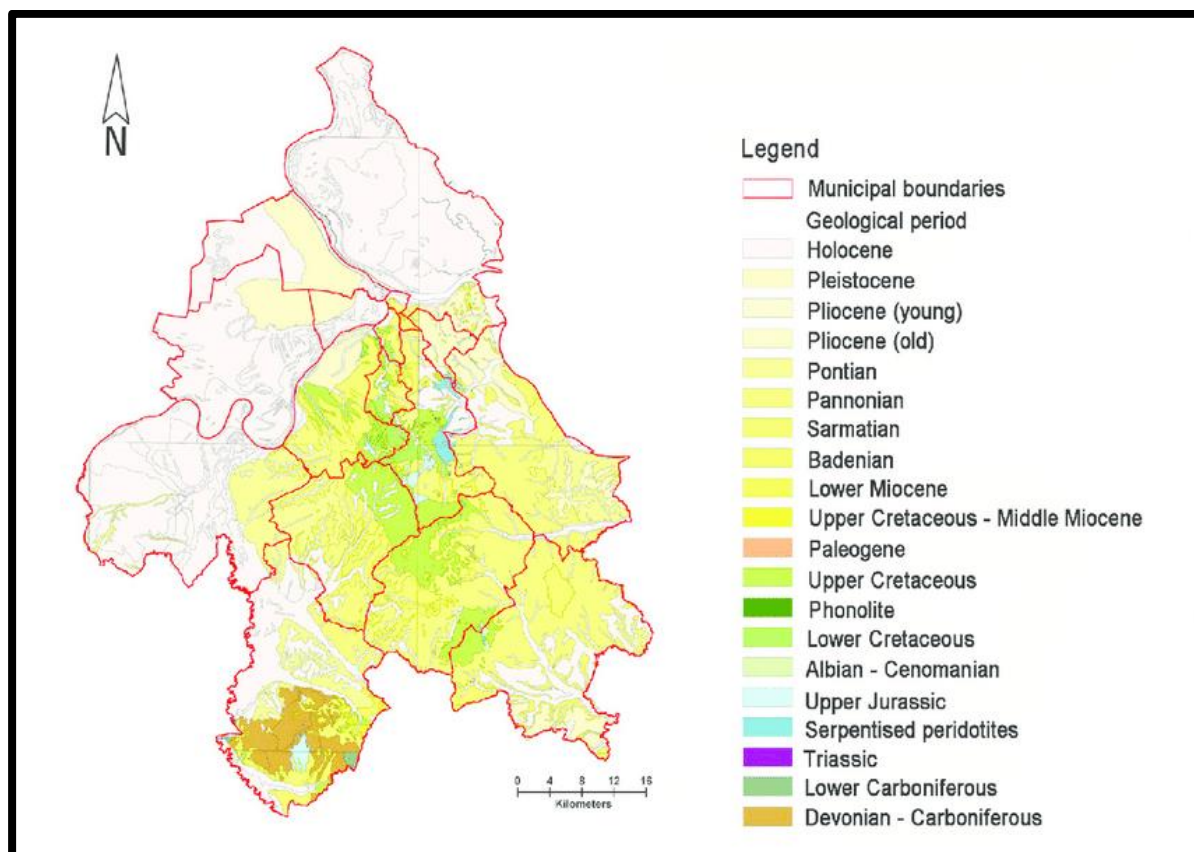 N
Legend
Municipal boundaries
Geological period
Holocene
Pleistocene
Pliocene (young)
Pliocene (old)
Pontian
Pannonian
Sarmatian
Badenian
Lower Miocene
Upper Cretaceous - Middle Miocene
Paleogene
Upper Cretaceous
Phonolite
Lower Cretaceous
Albian - Cenomanian
Upper Jurassic
Serpentised peridotites
Triassic
Lower Carboniferous
Devonian - Carboniferous
0 4 8 12 16
Kilometers